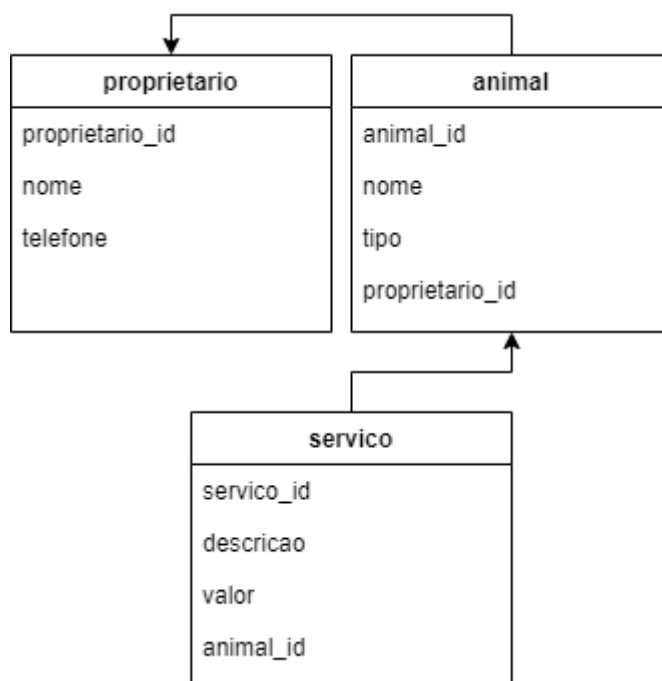 proprietario
proprietario_id
nome
telefone
animal
animal_id
nome
tipo
proprietario_id
servico
servico_id
descricao
valor
animal_id